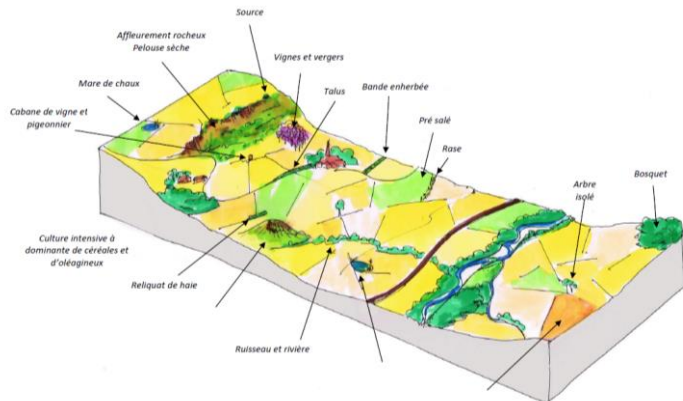 Source
Affleurement rocheux
Pelouse sèche
Vignes et vergers
Mare de chaux
Talus
Bande enherbée
Cabane de vigne et
pigeonnier
Pré salé
Rase
Arbre
isolé
Bosquet
Culture intensive à
dominante de céréales et
d'oléagineux
Reliquat de haie
Ruisseau et rivière